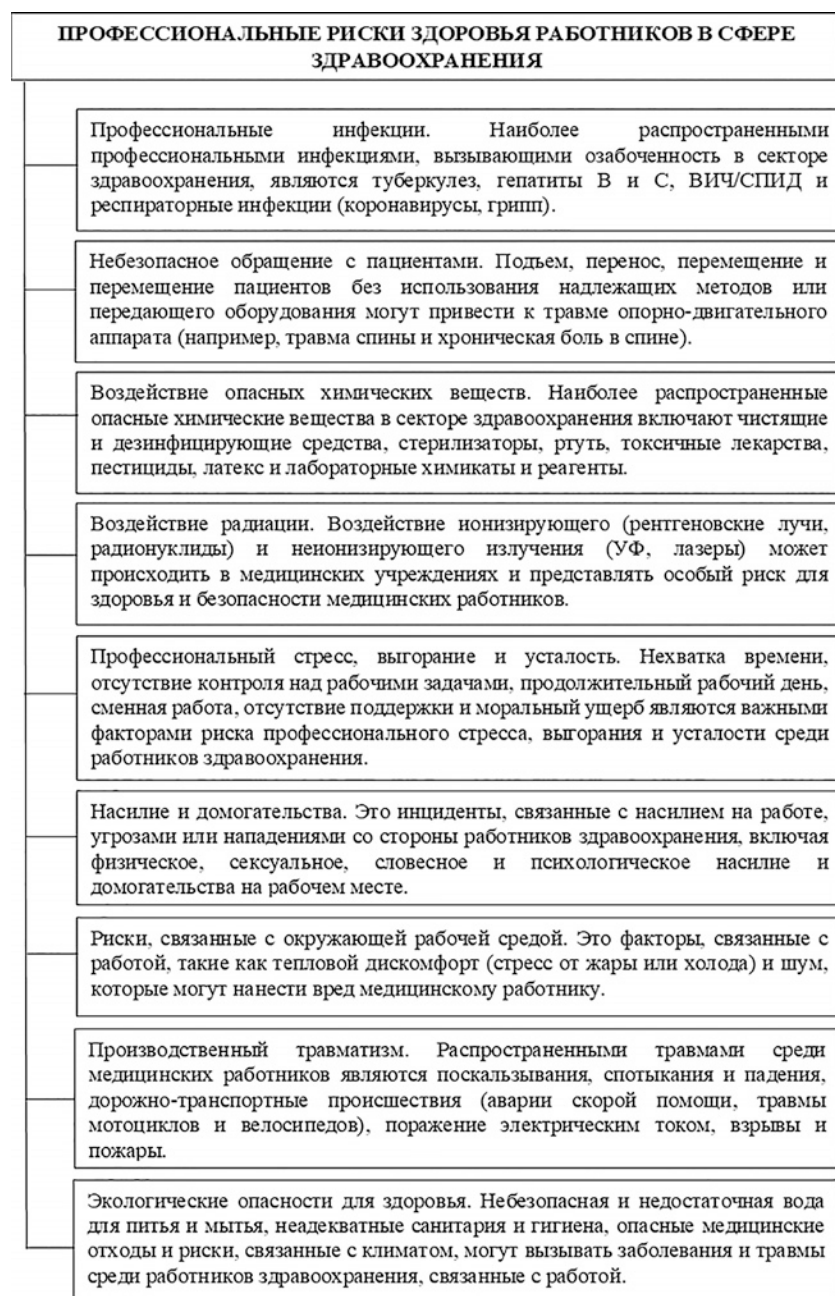 ПРОФЕССИОНАЛЬНЫЕ РИСКИ ЗДОРОВЬЯ РАБОТНИКОВ В СФЕРЕ
ЗДРАВООХРАНЕНИЯ
Профессиональные инфекции. Наиболее распространенными
профессиональными инфекциями, вызывающими озабоченность в секторе
здравоохранения, являются туберкулез, гепатиты B и C, ВИЧ/СПИД и
респираторные инфекции (коронавирусы, грипп).
Небезопасное обращение с пациентами. Подъем, перенос, перемещение и
перемещение пациентов без использования надлежащих методов или
передающего оборудования могут привести к травме опорно-двигательного
аппарата (например, травма спины и хроническая боль в спине).
Воздействие опасных химических веществ. Наиболее распространенные
опасные химические вещества в секторе здравоохранения включают чистящие
и дезинфицирующие средства, стерилизаторы, ртуть, токсичные лекарства,
пестициды, латекс и лабораторные химикаты и реагенты.
Воздействие радиации. Воздействие ионизирующего (рентгеновские лучи,
радионуклиды) и неионизирующего излучения (УФ, лазеры) может
происходить в медицинских учреждениях и представлять особый риск для
здоровья и безопасности медицинских работников.
Профессиональный стресс, выгорание и усталость. Нехватка времени,
отсутствие контроля над рабочими задачами, продолжительный рабочий день,
сменная работа, отсутствие поддержки и моральный ущерб являются важными
факторами риска профессионального стресса, выгорания и усталости среди
работников здравоохранения.
Насилие и домогательства. Это инциденты, связанные с насилием на работе,
угрозами или нападениями со стороны работников здравоохранения, включая
физическое, сексуальное, словесное и психологическое насилие и
домогательства на рабочем месте.
Риски, связанные с окружающей рабочей средой. Это факторы, связанные с
работой, такие как тепловой дискомфорт (стресс от жары или холода) и шум,
которые могут нанести вред медицинскому работнику.
Производственный травматизм. Распространенными травмами среди
медицинских работников являются поскальзывания, спотыкания и падения,
дорожно-транспортные происшествия (аварии скорой помощи, травмы
мотоциклов и велосипедов), поражение электрическим током, взрывы и
пожары.
Экологические опасности для здоровья. Небезопасная и недостаточная вода
для питья и мытья, неадекватные санитария и гигиена, опасные медицинские
отходы и риски, связанные с климатом, могут вызывать заболевания и травмы
среди работников здравоохранения, связанные с работой.